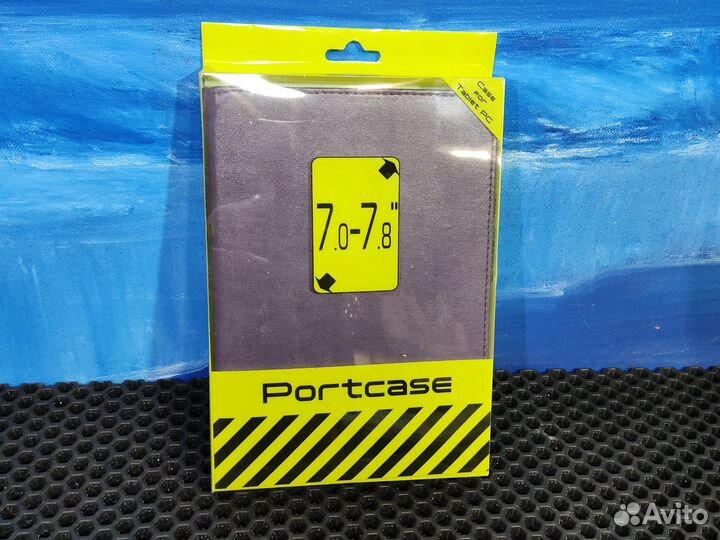 Case
for
Tablet PC
7.0-7.8"
Portcase
Avito